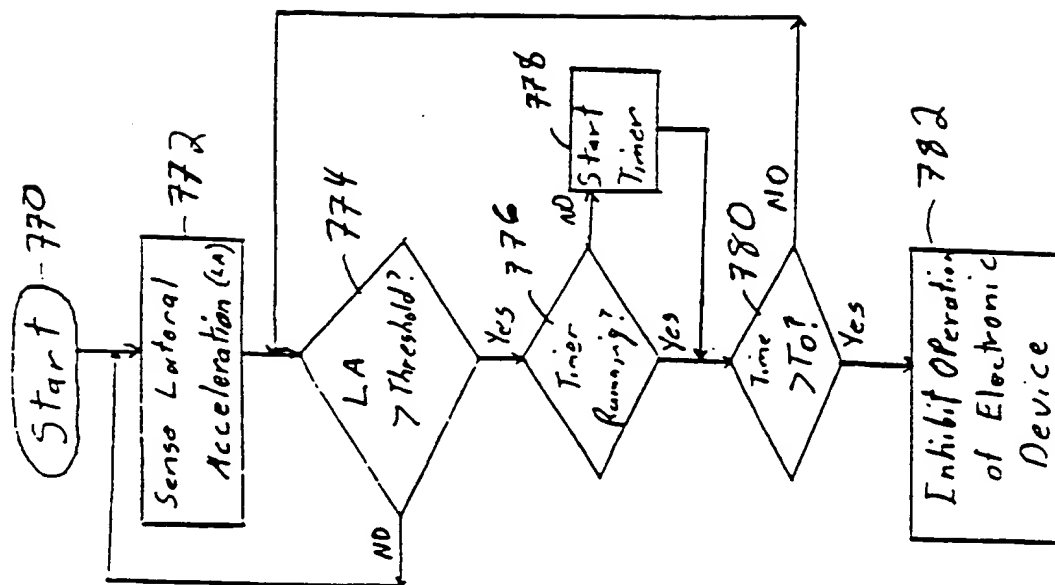 Start
770
Sense Lateral
Acceleration (LA)
772
LA
>Threshold?
774
NO
Yes
Timer
Running?
776
NO
Start
Timer
778
Yes
Time
>To?
780
NO
Yes
Inhibit OPeration
of Electronic
Device
782